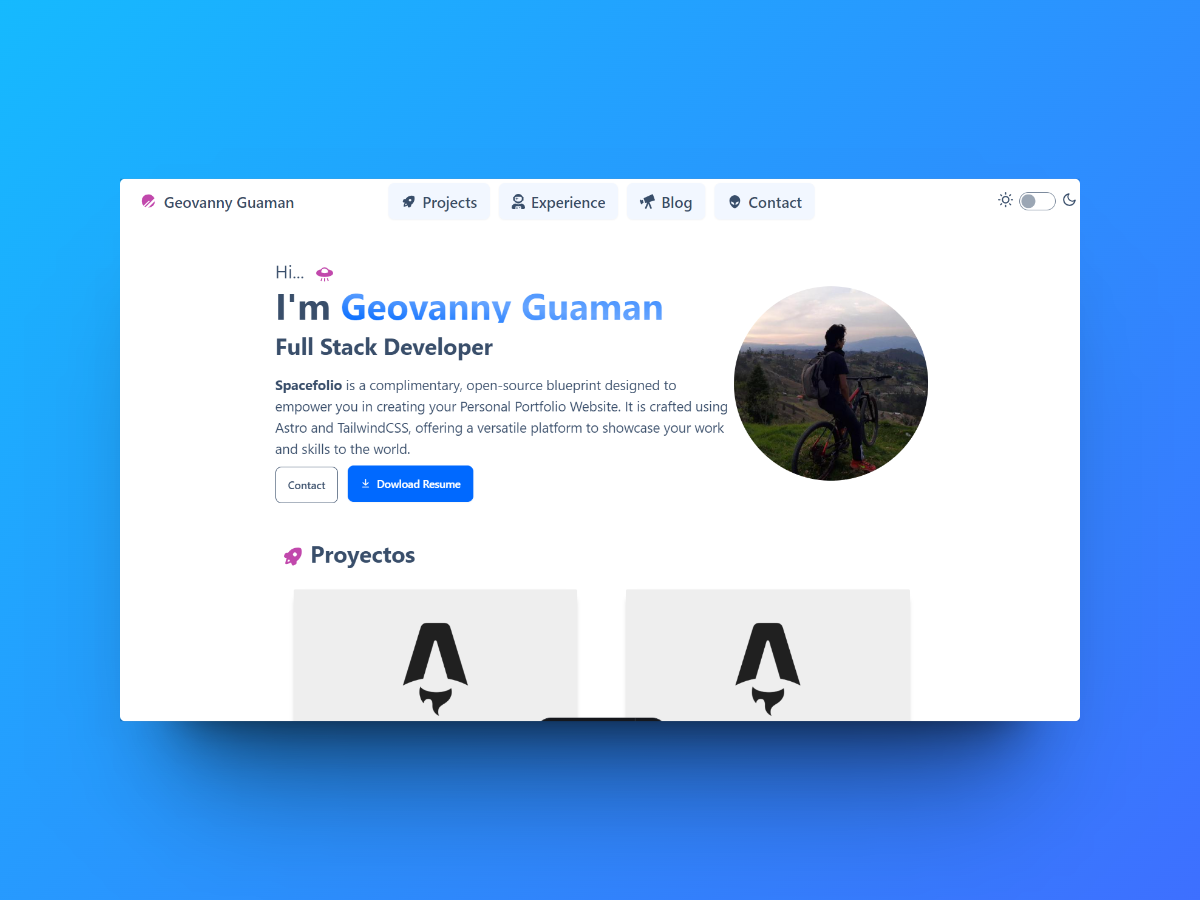 Geovanny Guaman
Projects
Experience
Blog
Contact
Hi...
I'm Geovanny Guaman
Full Stack Developer
Spacefolio is a complimentary, open-source blueprint designed to
empower you in creating your Personal Portfolio Website. It is crafted using
Astro and TailwindCSS, offering a versatile platform to showcase your work
and skills to the world.
Contact
Dowload Resume
Proyectos